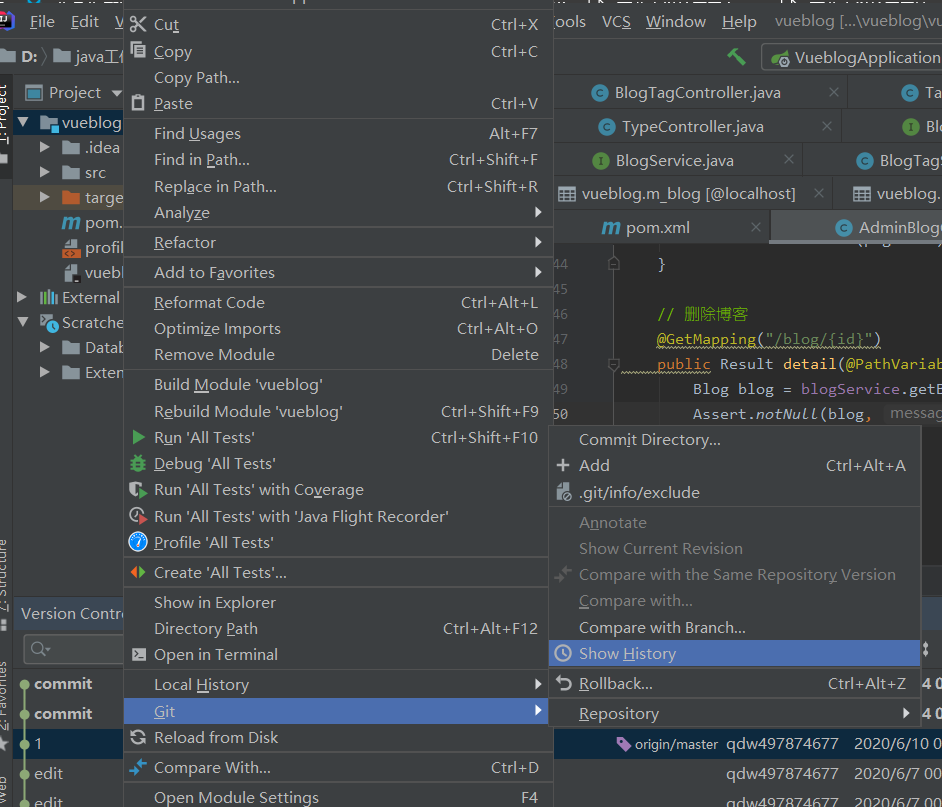 File Edit V
ools VCS Window Help vueblog [...\vueblog\vu
D: java工作
VueblogApplication
1: Project
Project
vueblog
.idea
src
targe
pom.
profil
vuebl
External
Scratche
Datab
Exten
Z: Structure
2: Favorites
Web
Version Contro
commit
commit
1
edit
edit
Cut Ctrl+X
Copy Ctrl+C
Copy Path...
Paste Ctrl+V
Find Usages Alt+F7
Find in Path... Ctrl+Shift+F
Replace in Path... Ctrl+Shift+R
Analyze
Refactor
Add to Favorites
Reformat Code Ctrl+Alt+L
Optimize Imports Ctrl+Alt+O
Remove Module Delete
Build Module 'vueblog'
Rebuild Module 'vueblog' Ctrl+Shift+F9
Run 'All Tests' Ctrl+Shift+F10
Debug 'All Tests'
Run 'All Tests' with Coverage
Run 'All Tests' with 'Java Flight Recorder'
Profile 'All Tests'
Create 'All Tests'...
Show in Explorer
Directory Path Ctrl+Alt+F12
Open in Terminal
Local History
Git
Reload from Disk
Compare With... Ctrl+D
Open Module Settings F4
BlogTagController.java Ta
TypeController.java Blo
BlogService.java BlogTagS
vueblog.m_blog [@localhost] vueblog.
pom.xml AdminBlog
44 }
45
46 // 删除博客
47 @GetMapping("/blog/{id}")
48 public Result detail(@PathVariab
49 Blog blog = blogService.getB
50 Assert.notNull(blog, messag
Commit Directory...
Add Ctrl+Alt+A
.git/info/exclude
Annotate
Show Current Revision
Compare with the Same Repository Version
Compare with...
Compare with Branch...
Show History
Rollback... Ctrl+Alt+Z
Repository
4 0
4 0
origin/master qdw497874677 2020/6/10 0
qdw497874677 2020/6/7 00
qdw497874677 2020/6/7 00